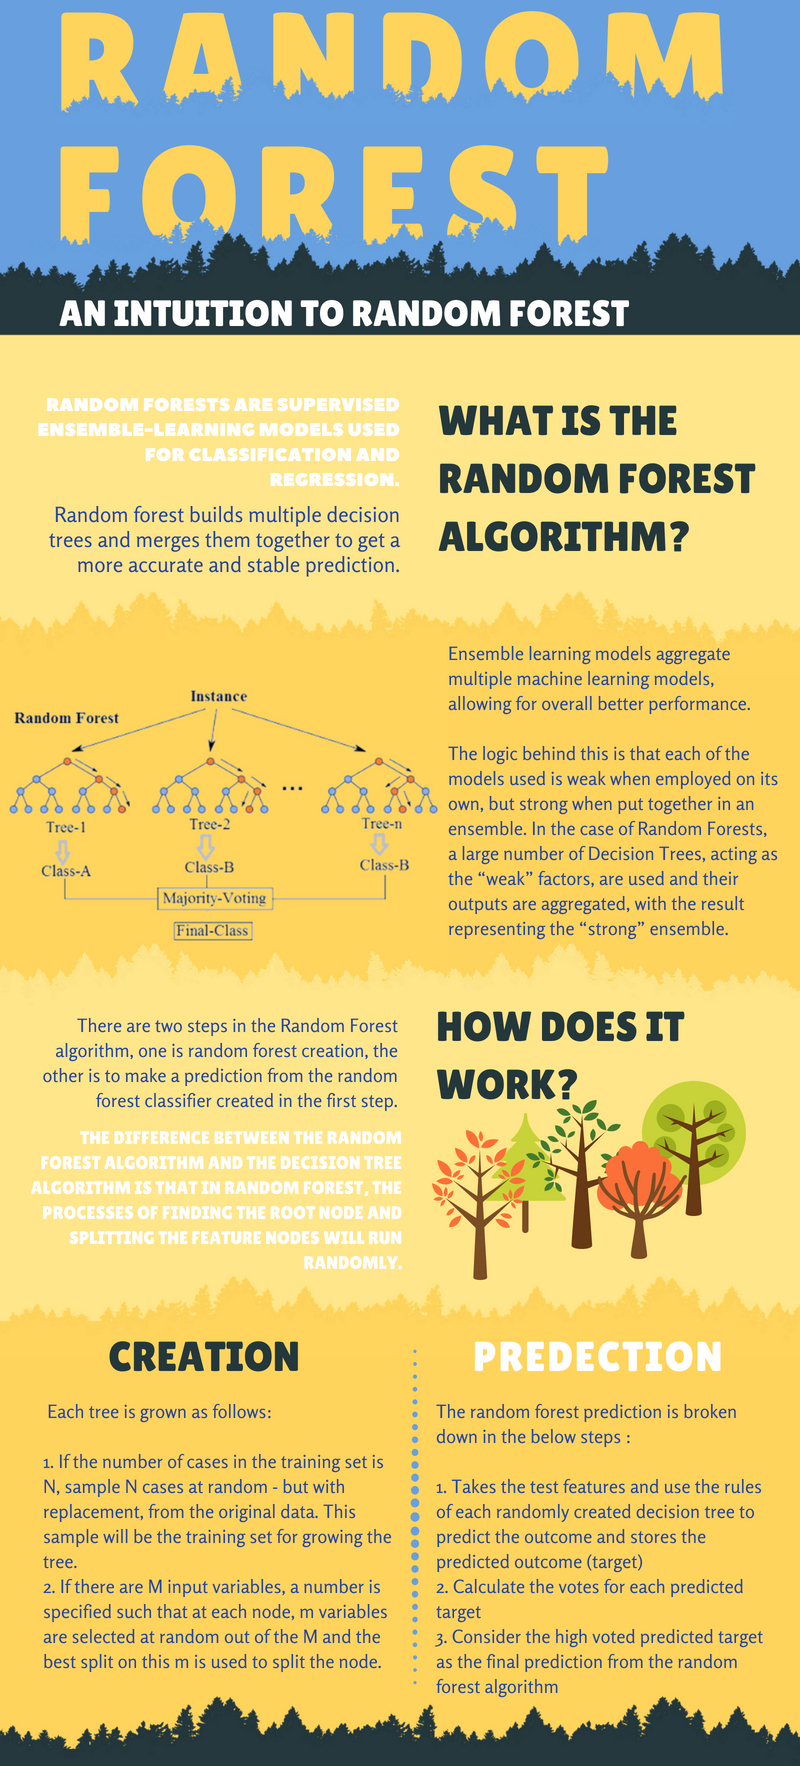 RANDOM
FOREST
AN INTUITION TO RANDOM FOREST
RANDOM FORESTS ARE SUPERVISED
ENSEMBLE-LEARNING MODELS USED
FOR CLASSIFICATION AND
REGRESSION.
Random forest builds multiple decision
trees and merges them together to get a
more accurate and stable prediction.
WHAT IS THE
RANDOM FOREST
ALGORITHM?
Instance
Random Forest
...
Tree-1
Tree-2
Tree-n
Class-A
Class-B
Class-B
Majority-Voting
Final-Class
Ensemble learning models aggregate
multiple machine learning models,
allowing for overall better performance.
The logic behind this is that each of the
models used is weak when employed on its
own, but strong when put together in an
ensemble. In the case of Random Forests,
a large number of Decision Trees, acting as
the “weak” factors, are used and their
outputs are aggregated, with the result
representing the “strong” ensemble.
There are two steps in the Random Forest
algorithm, one is random forest creation, the
other is to make a prediction from the random
forest classifier created in the first step.
THE DIFFERENCE BETWEEN THE RANDOM
FOREST ALGORITHM AND THE DECISION TREE
ALGORITHM IS THAT IN RANDOM FOREST, THE
PROCESSES OF FINDING THE ROOT NODE AND
SPLITTING THE FEATURE NODES WILL RUN
RANDOMLY.
HOW DOES IT
WORK?
CREATION
Each tree is grown as follows:
1. If the number of cases in the training set is
N, sample N cases at random - but with
replacement, from the original data. This
sample will be the training set for growing the
tree.
2. If there are M input variables, a number is
specified such that at each node, m variables
are selected at random out of the M and the
best split on this m is used to split the node.
PREDECTION
The random forest prediction is broken
down in the below steps :
1. Takes the test features and use the rules
of each randomly created decision tree to
predict the outcome and stores the
predicted outcome (target)
2. Calculate the votes for each predicted
target
3. Consider the high voted predicted target
as the final prediction from the random
forest algorithm